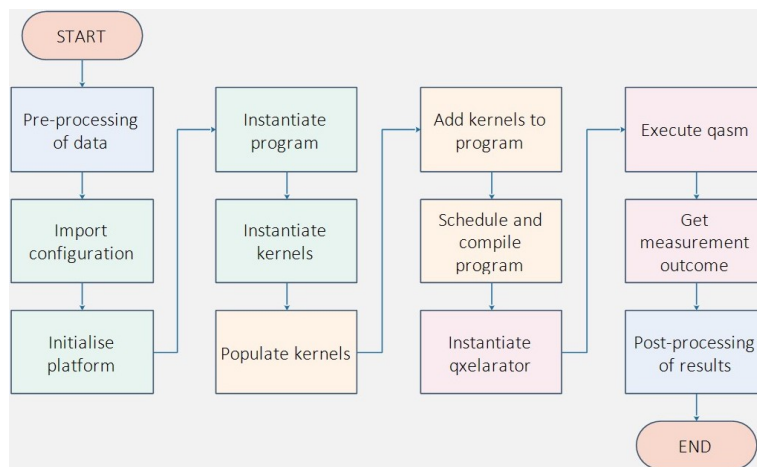 START
Pre-processing
of data
Import
configuration
Initialise
platform
Instantiate
program
Instantiate
kernels
Populate kernels
Add kernels to
program
Schedule and
compile
program
Instantiate
qxelarator
Execute qasm
Get
measurement
outcome
Post-processing
of results
END